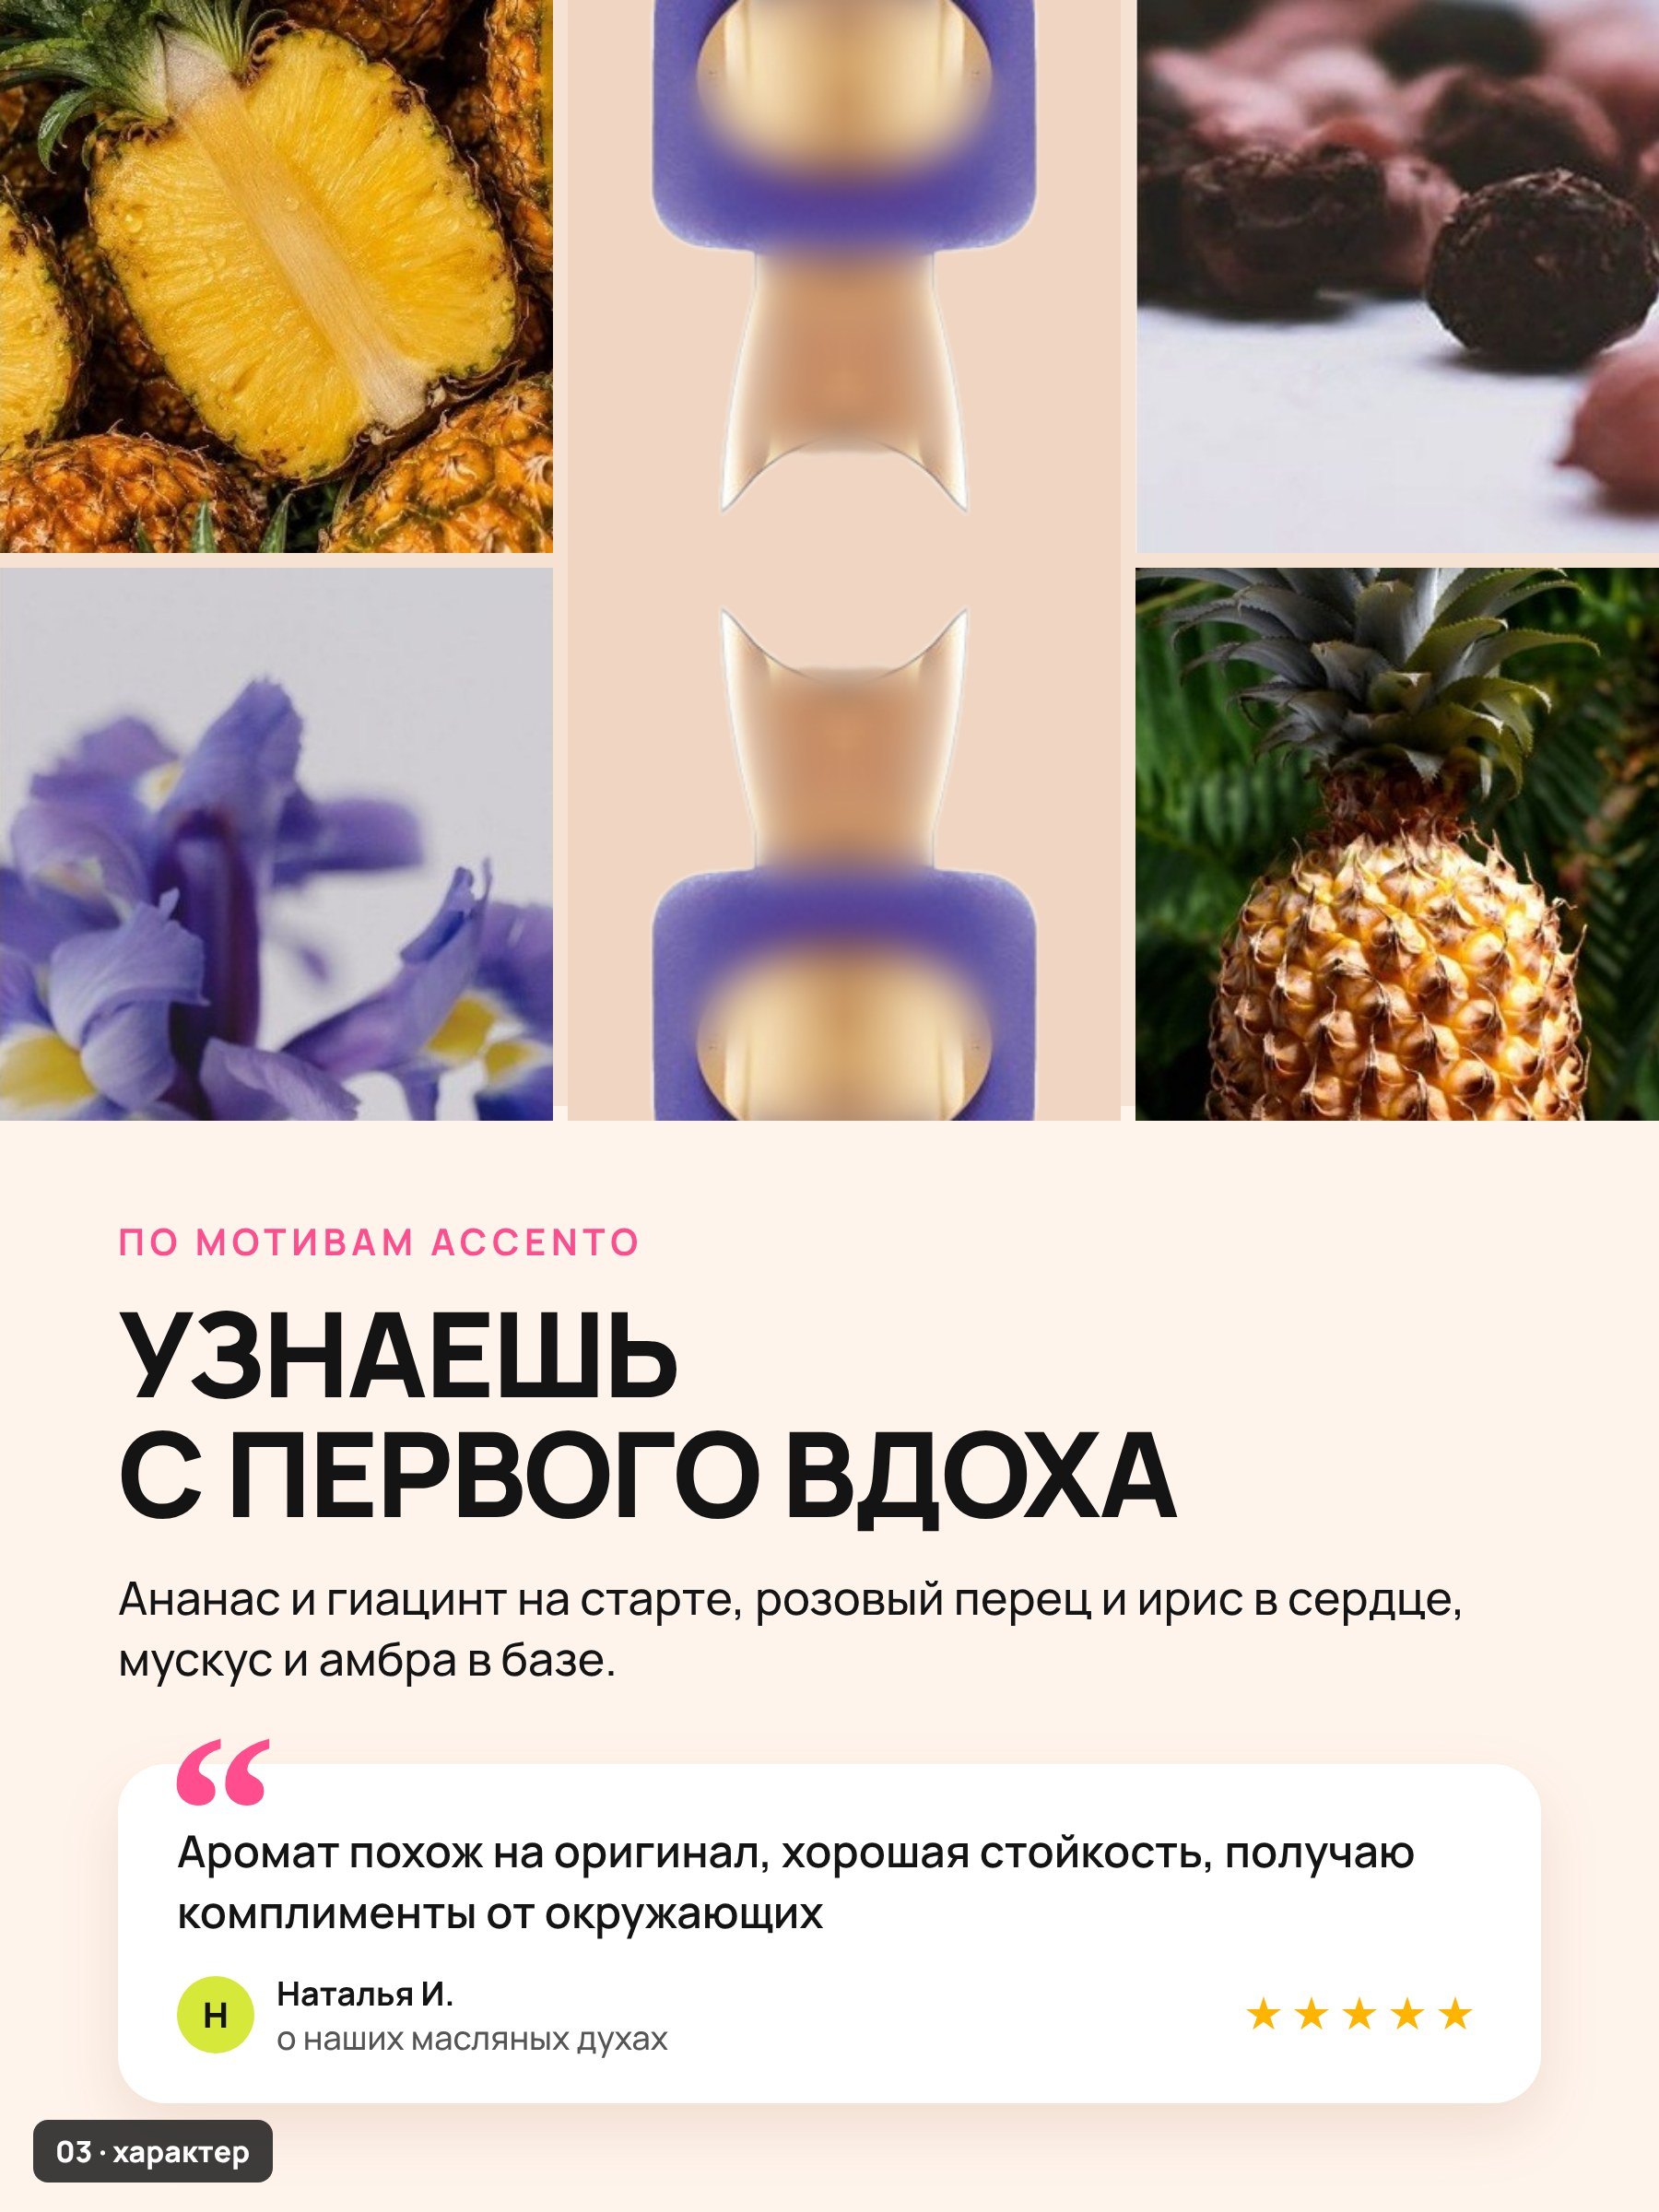 ПО МОТИВАМ ACCENTO
УЗНАЕШЬ
С ПЕРВОГО ВДОХА
Ананас и гиацинт на старте, розовый перец и ирис в сердце,
мускус и амбра в базе.
“
Аромат похож на оригинал, хорошая стойкость, получаю
комплименты от окружающих
Н
Наталья И.
о наших масляных духах
★★★★★
03 · характер